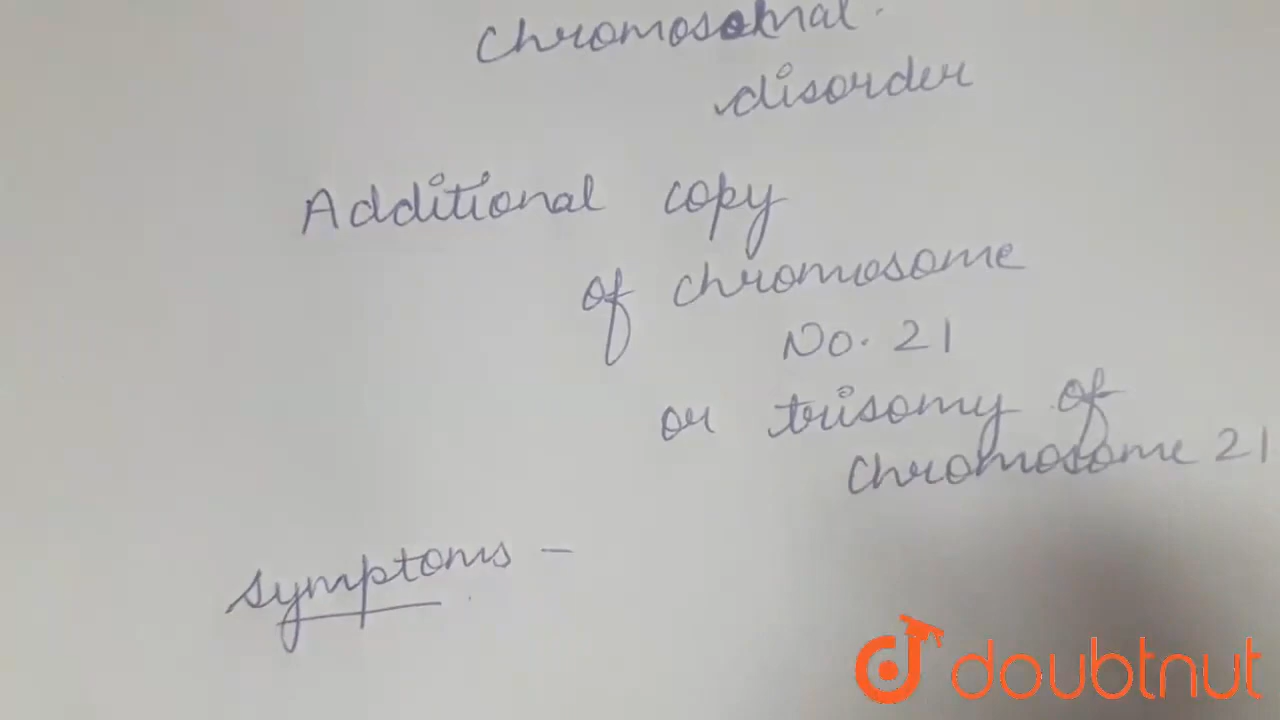 Chromosomal
disorder
Additional copy
of chromosome
No. 21
or trisomy of
chromosome 21
Symptoms -
doubtnut